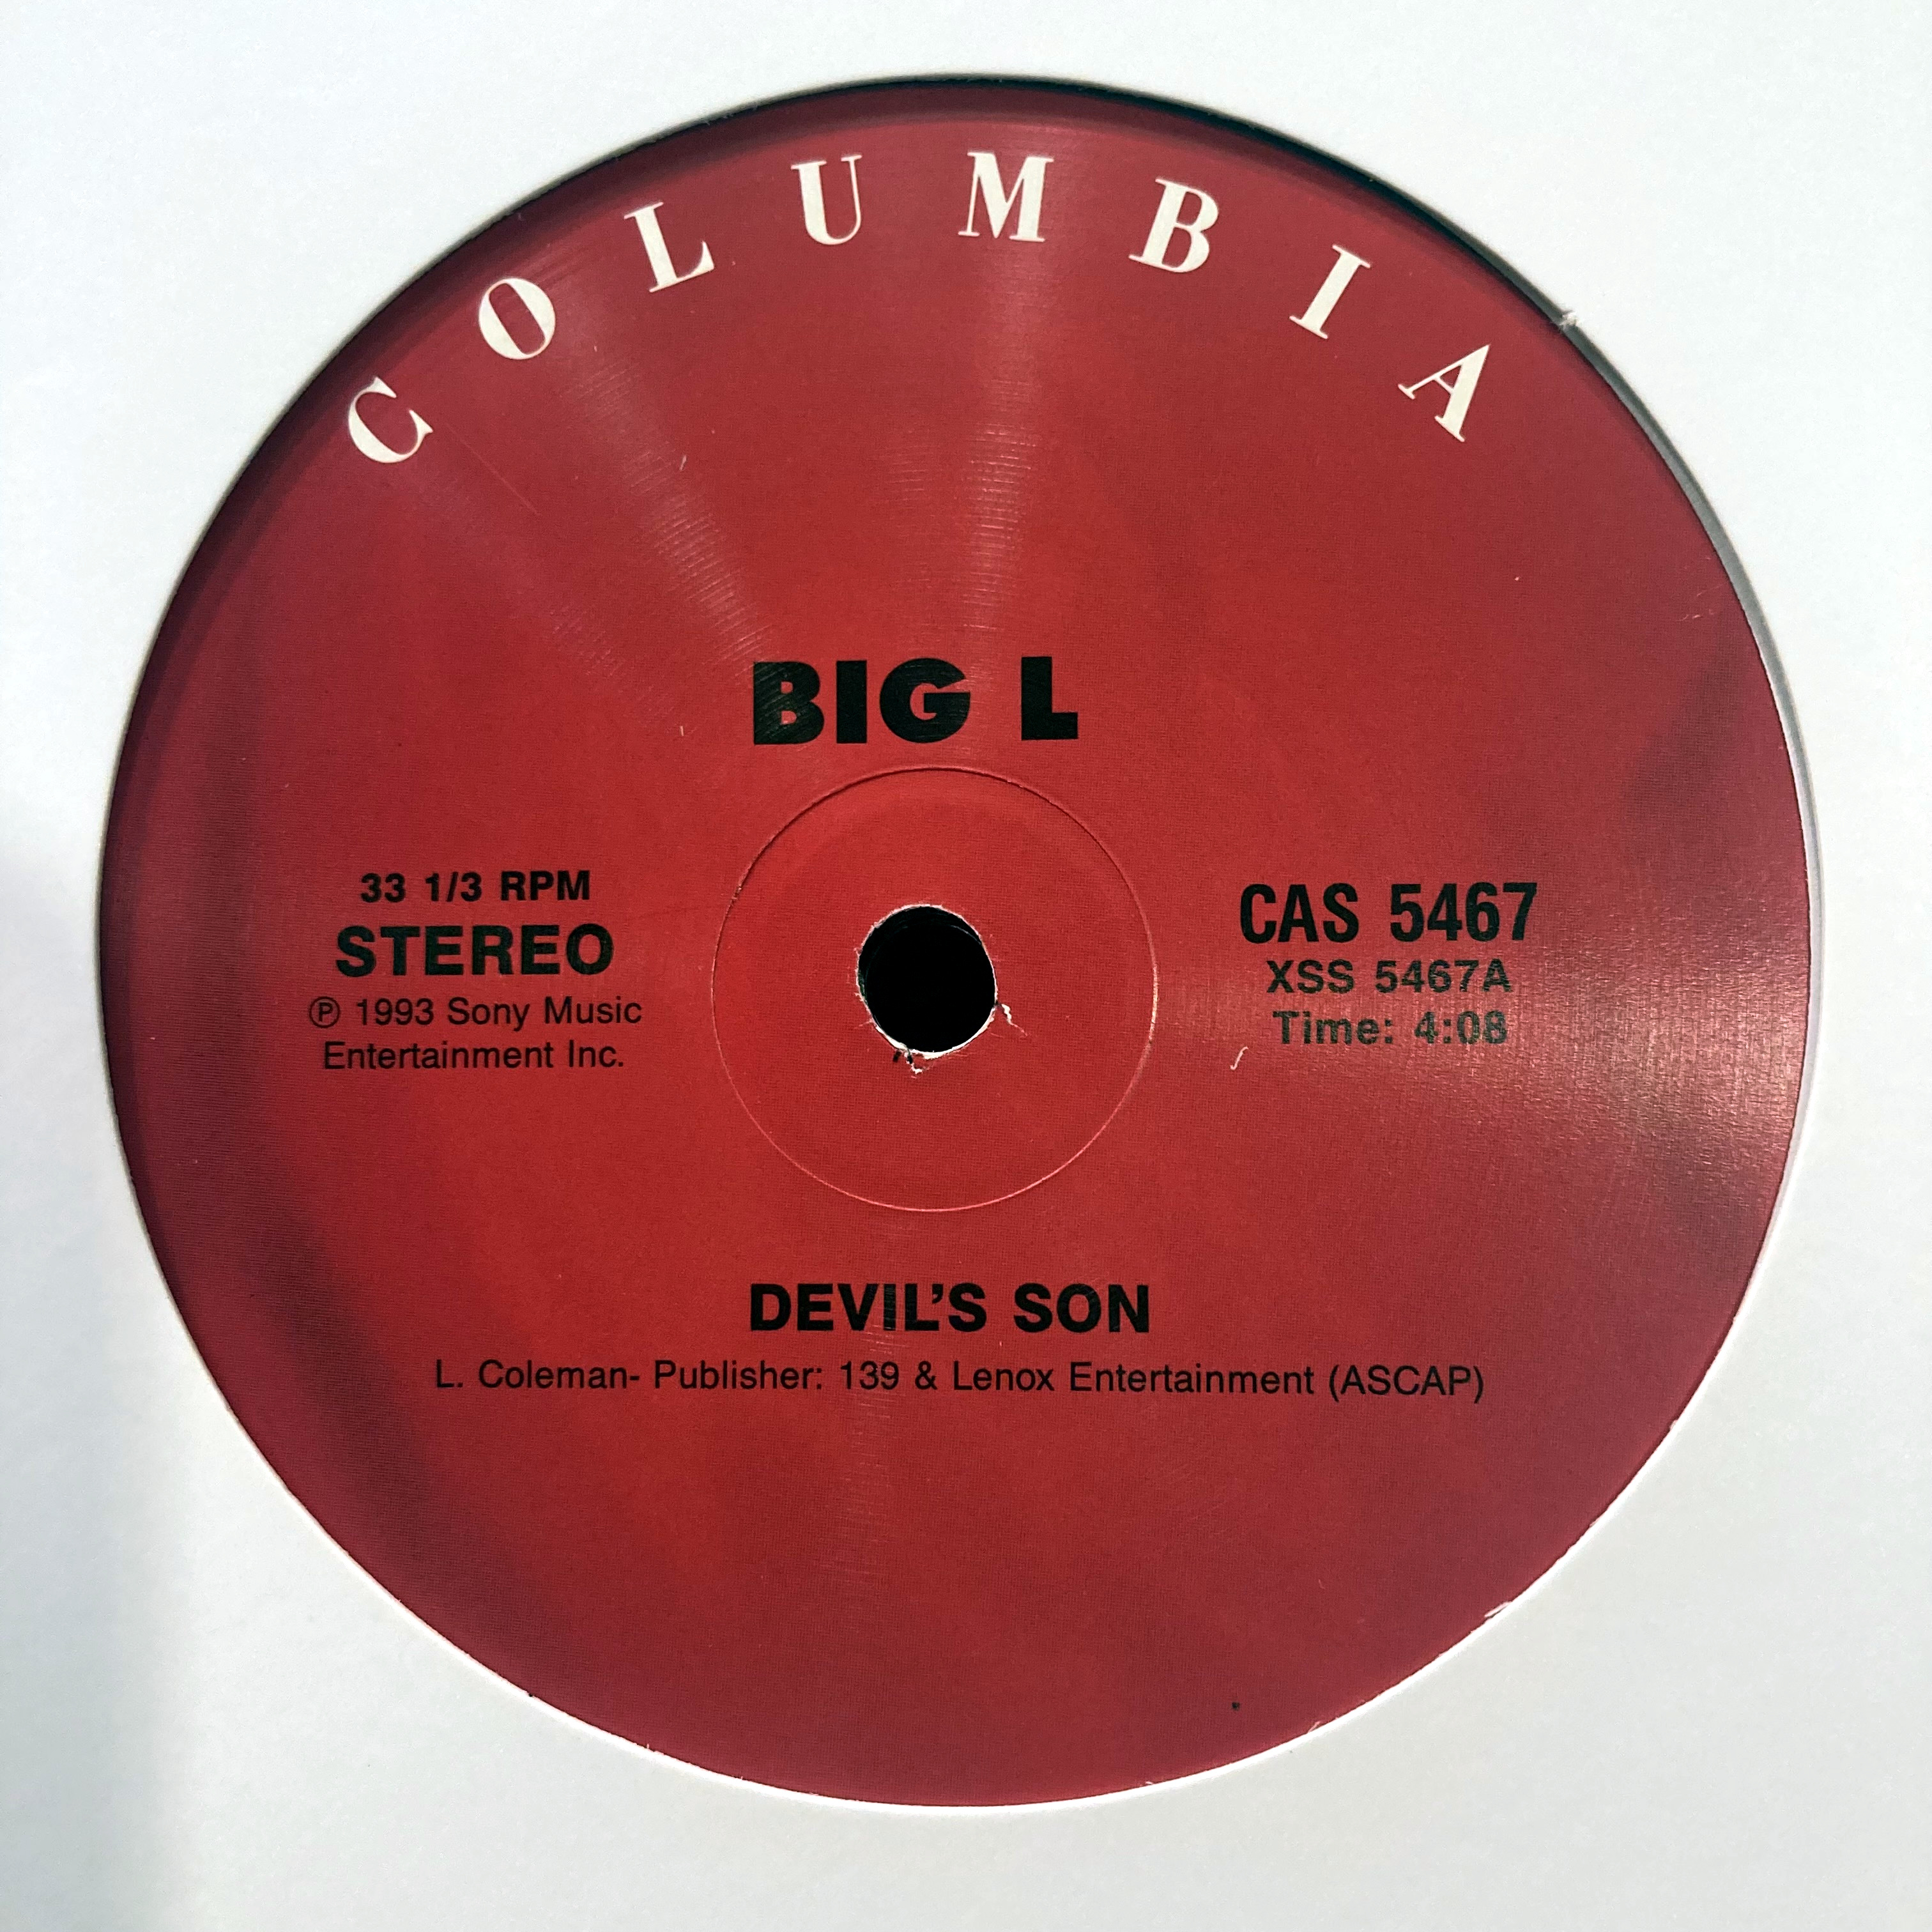 COLUMBIA
BIG L
33 1/3 RPM
STEREO
℗ 1993 Sony Music
Entertainment Inc.
CAS 5467
XSS 5467A
Time: 4:08
DEVIL’S SON
L. Coleman- Publisher: 139 & Lenox Entertainment (ASCAP)